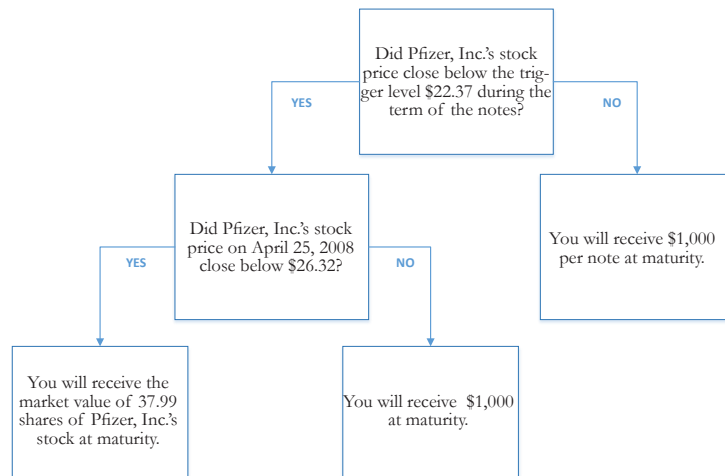 Did Pfizer, Inc.'s stock
price close below the trig-
ger level $22.37 during the
term of the notes?
YES
NO
Did Pfizer, Inc.'s stock
price on April 25, 2008
close below $26.32?
You will receive $1,000
per note at maturity.
YES
NO
You will receive the
market value of 37.99
shares of Pfizer, Inc.'s
stock at maturity.
You will receive $1,000
at maturity.